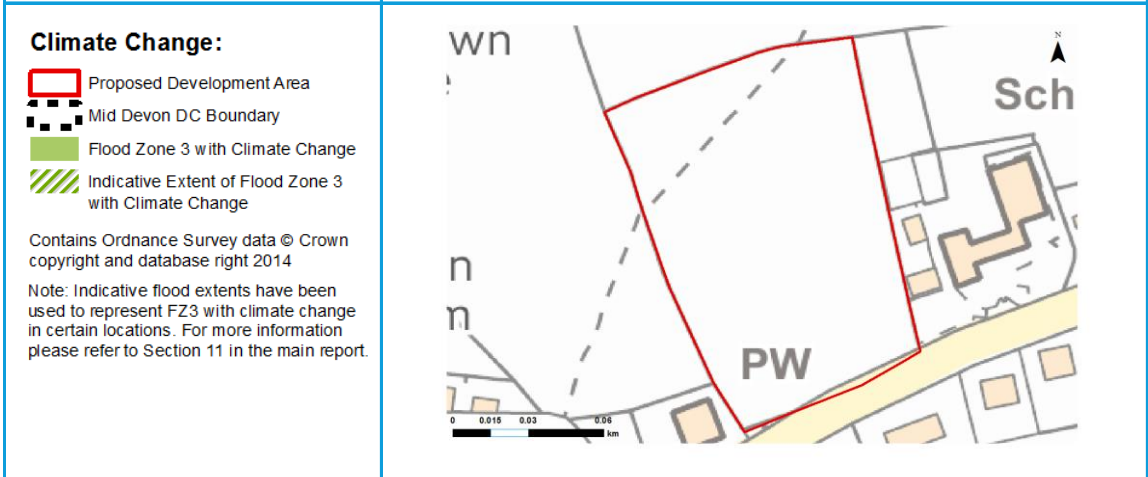 Climate Change:
Proposed Development Area
Mid Devon DC Boundary
Flood Zone 3 with Climate Change
Indicative Extent of Flood Zone 3
with Climate Change
Contains Ordnance Survey data © Crown
copyright and database right 2014
Note: Indicative flood extents have been
used to represent FZ3 with climate change
in certain locations. For more information
please refer to Section 11 in the main report.
wn
N
Sch
n
m
PW
0 0.015 0.03 0.06
km